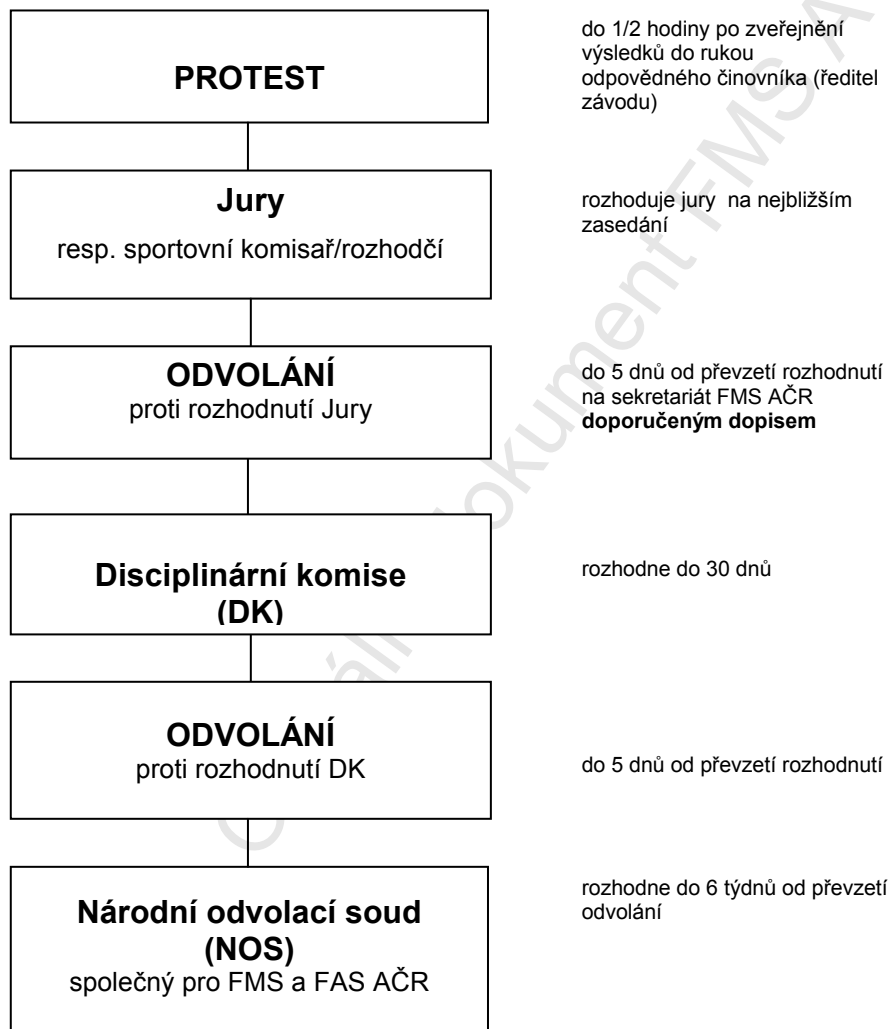 PROTEST
do 1/2 hodiny po zveřejnění
výsledků do rukou
odpovědného činovníka (ředitel
závodu)
Jury
resp. sportovní komisař/rozhodčí
rozhoduje jury na nejbližším
zasedání
ODVOLÁNÍ
proti rozhodnutí Jury
do 5 dnů od převzetí rozhodnutí
na sekretariát FMS AČR
doporučeným dopisem
Disciplinární komise
(DK)
rozhodne do 30 dnů
ODVOLÁNÍ
proti rozhodnutí DK
do 5 dnů od převzetí rozhodnutí
Národní odvolací soud
(NOS)
společný pro FMS a FAS AČR
rozhodne do 6 týdnů od převzetí
odvolání